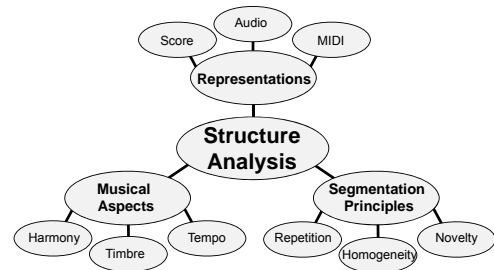 Audio
Score
MIDI
Representations
Structure
Analysis
Musical
Aspects
Segmentation
Principles
Harmony
Timbre
Tempo
Repetition
Homogeneity
Novelty